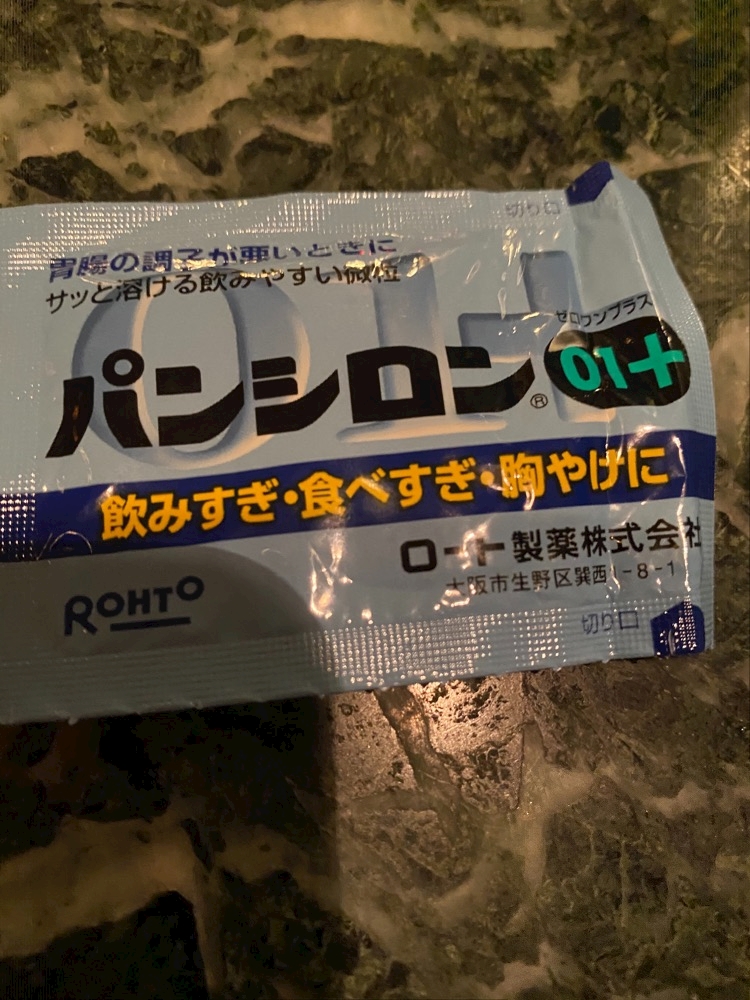 切り口
胃腸の調子が悪いときに
サッと溶ける飲みやすい微粒
ゼロワンプラス
パンシロン® 01+
飲みすぎ・食べすぎ・胸やけに
ロート製薬株式会社
大阪市生野区巽西1-8-1
ROHTO
切り口